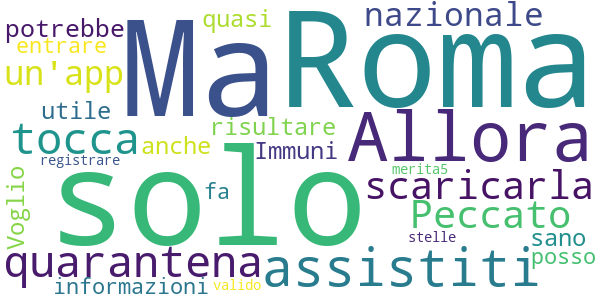 potrebbe
quasi
nazionale
entrare
un'app
Ma
Roma
utile
tocca
anche
risultare
Immuni
Allora
registrare
merita5
Voglio
solo
fa
scaricarla
Peccato
stelle
sano
posso
quarantena
assistiti
informazioni
valido